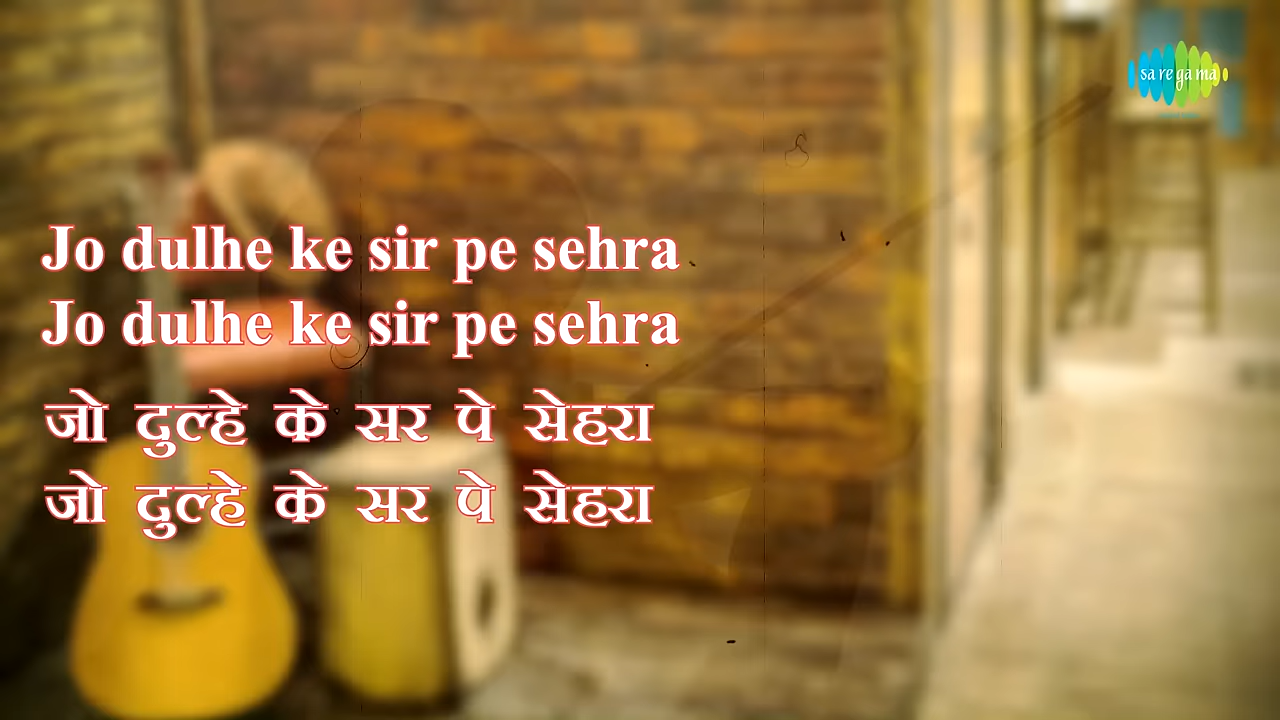 sa re ga ma
Jo dulhe ke sir pe sehra
Jo dulhe ke sir pe sehra
जो दुल्हे के सर पे सेहरा
जो दुल्हे के सर पे सेहरा